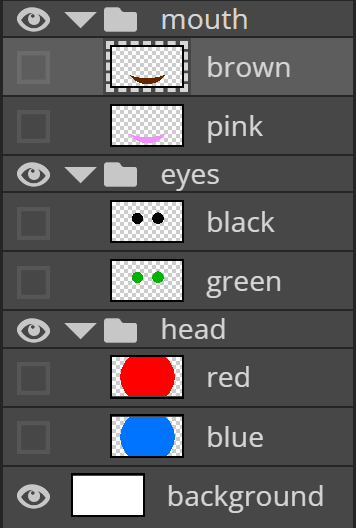 mouth
brown
pink
eyes
black
green
head
red
blue
background